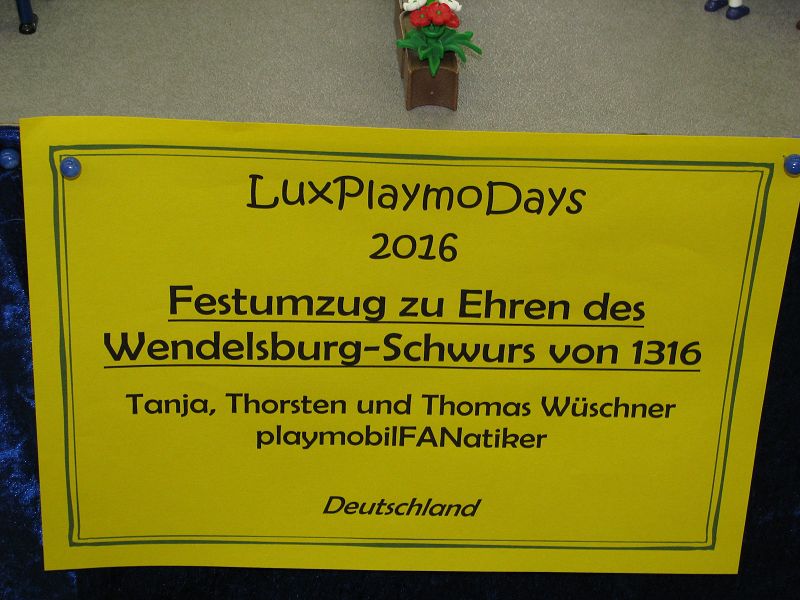 LuxPlaymoDays
2016
Festumzug zu Ehren des
Wendelsburg-Schwurs von 1316
Tanja, Thorsten und Thomas Wüschner
playmobilFANatiker
Deutschland